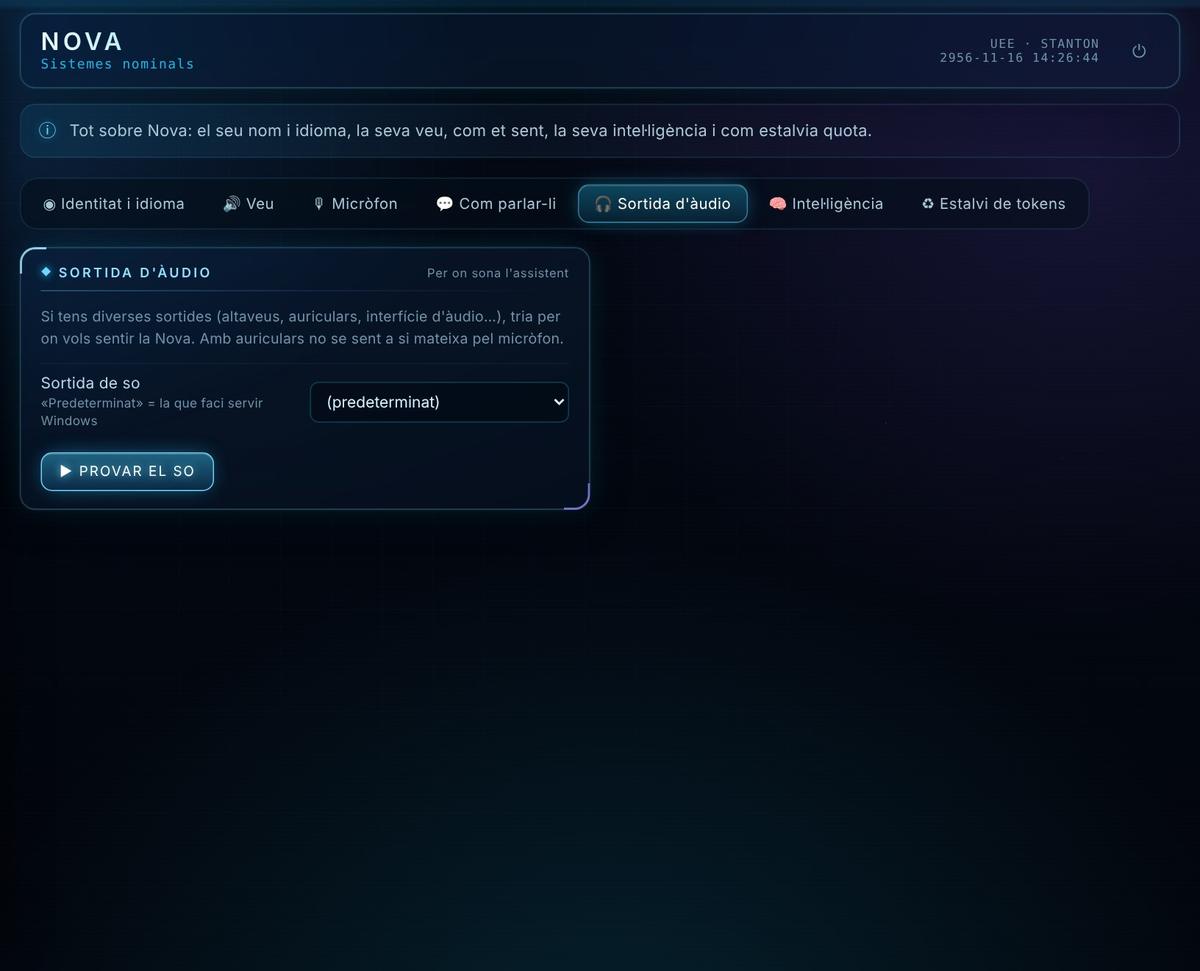 NOVA
Sistemes nominals
UEE · STANTON
2956-11-16 14:26:44
Tot sobre Nova: el seu nom i idioma, la seva veu, com et sent, la seva intel·ligència i com estalvia quota.
Identitat i idioma
Veu
Micròfon
Com parlar-li
Sortida d'àudio
Intel·ligència
Estalvi de tokens
SORTIDA D'ÀUDIO
Per on sona l'assistent
Si tens diverses sortides (altaveus, auriculars, interfície d'àudio...), tria per
on vols sentir la Nova. Amb auriculars no se sent a si mateixa pel micròfon.
Sortida de so
«Predeterminat» = la que faci servir
Windows
(predeterminat)
PROVAR EL SO